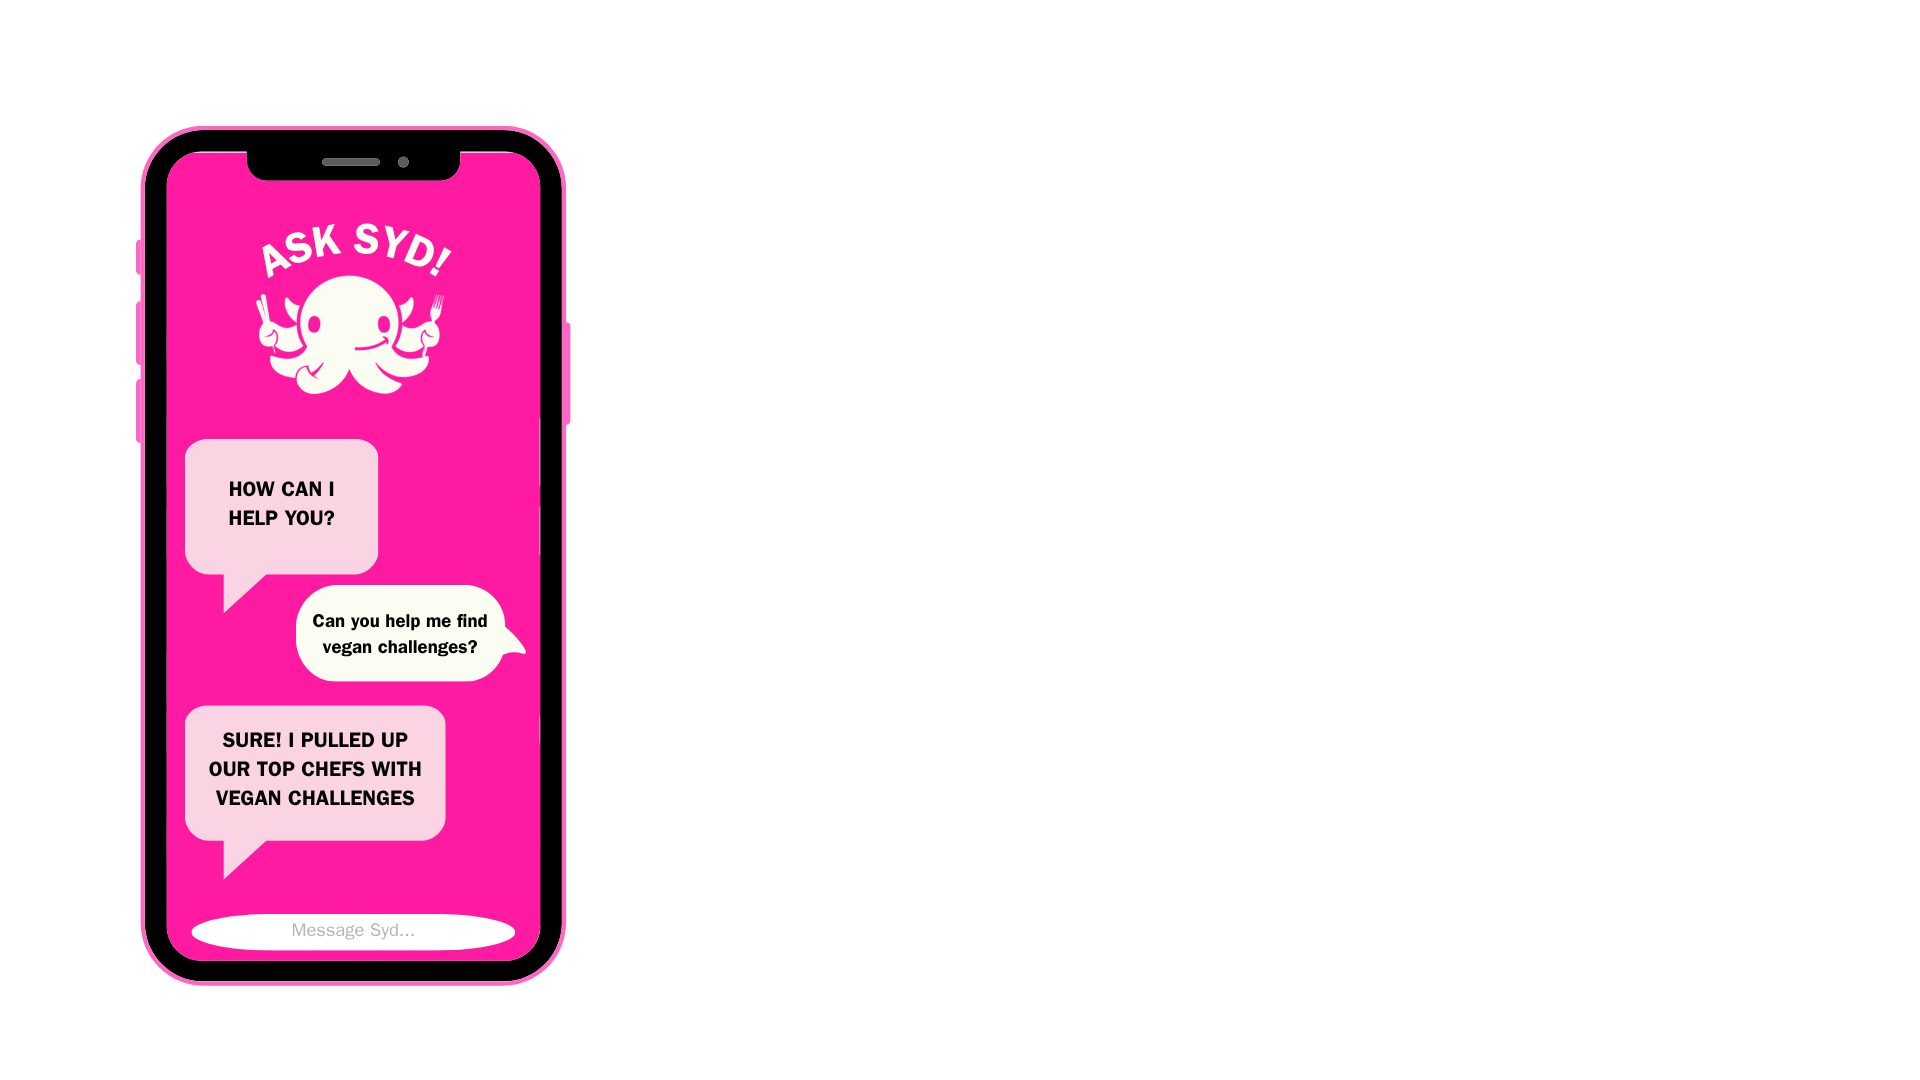 ASK SYD!
HOW CAN I
HELP YOU?
Can you help me find
vegan challenges?
SURE! I PULLED UP
OUR TOP CHEFS WITH
VEGAN CHALLENGES
Message Syd...